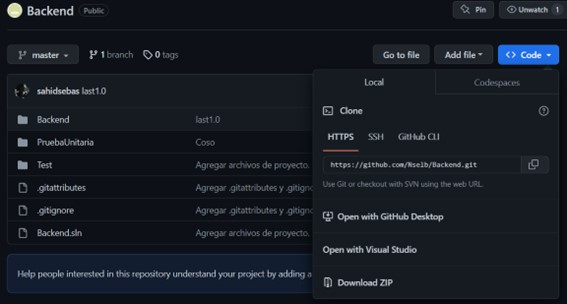 Backend Public
Pin
Unwatch 1
master
1 branch
0 tags
Go to file
Add file
<> Code
sahidsebas last1.0
Backend last1.0
PruebaUnitaria Coso
Test Agregar archivos de proyecto.
.gitattributes Agregar .gitattributes y .gitigno
.gitignore Agregar .gitattributes y .gitigno
Backend.sln Agregar archivos de proyecto.
Help people interested in this repository understand your project by adding a
Local
Codespaces
Clone
HTTPS SSH GitHub CLI
https://github.com/Nselb/Backend.git
Use Git or checkout with SVN using the web URL.
Open with GitHub Desktop
Open with Visual Studio
Download ZIP